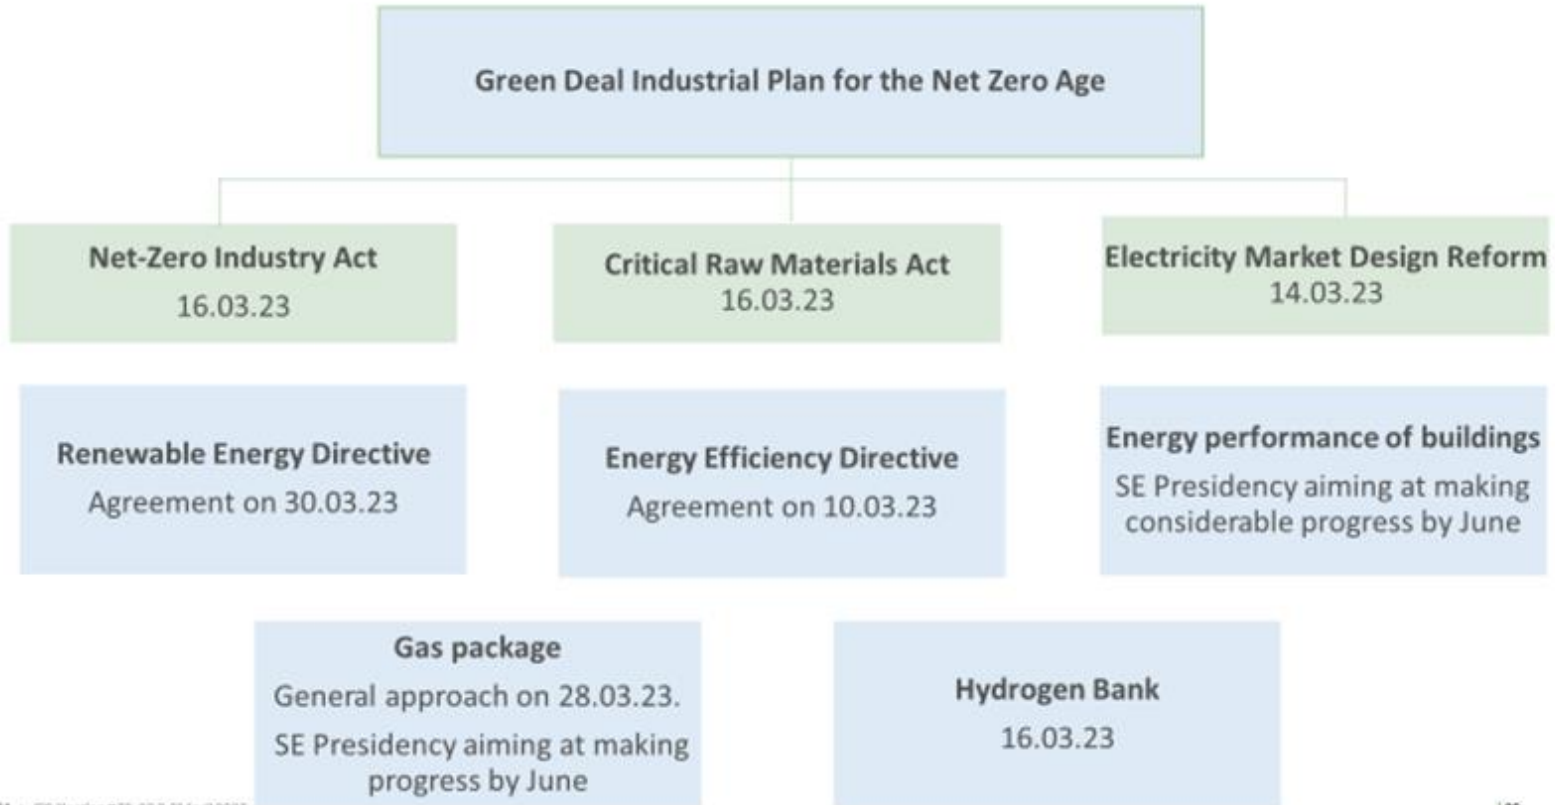 Green Deal Industrial Plan for the Net Zero Age
Net-Zero Industry Act
16.03.23
Critical Raw Materials Act
16.03.23
Electricity Market Design Reform
14.03.23
Renewable Energy Directive
Agreement on 30.03.23
Energy Efficiency Directive
Agreement on 10.03.23
Energy performance of buildings
SE Presidency aiming at making
considerable progress by June
Gas package
General approach on 28.03.23.
SE Presidency aiming at making
progress by June
Hydrogen Bank
16.03.23